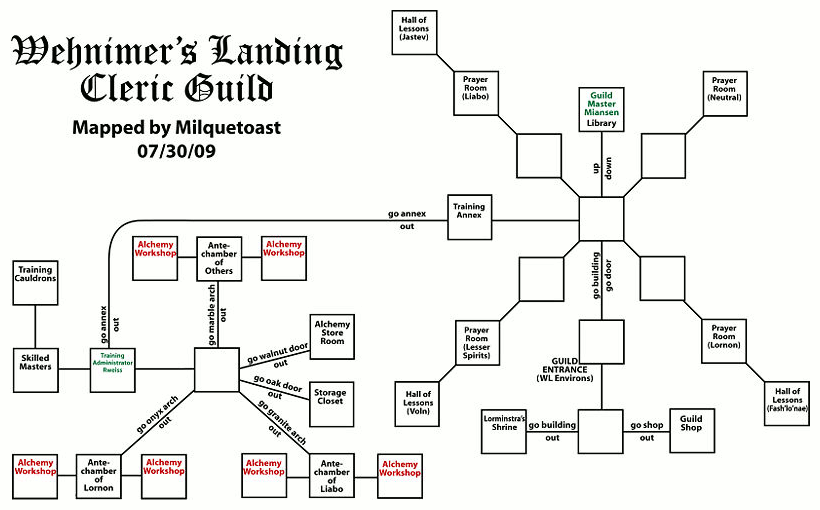 Wehnimer's Landing
Cleric Guild
Mapped by Milquetoast
07/30/09
Hall of
Lessons
(Jastev)
Prayer
Room
(Liabo)
Guild
Master
Miansen
Library
Prayer
Room
(Neutral)
up
down
go annex
out
Training
Annex
go building
go door
Alchemy
Workshop
Ante-
chamber
of
Others
Alchemy
Workshop
Training
Cauldrons
go annex
out
go marble arch
out
Skilled
Masters
Training
Administrator
Rweiss
go walnut door
out
Alchemy
Store
Room
go oak door
out
Storage
Closet
go onyx arch
out
go granite arch
out
Alchemy
Workshop
Ante-
chamber
of
Lornon
Alchemy
Workshop
Alchemy
Workshop
Ante-
chamber
of
Liabo
Alchemy
Workshop
Prayer
Room
(Lesser
Spirits)
Hall of
Lessons
(Voln)
Prayer
Room
(Lornon)
Hall of
Lessons
(Fash'lo'nae)
GUILD
ENTRANCE
(WL Environs)
Lorminstra's
Shrine
go building
out
go shop
out
Guild
Shop